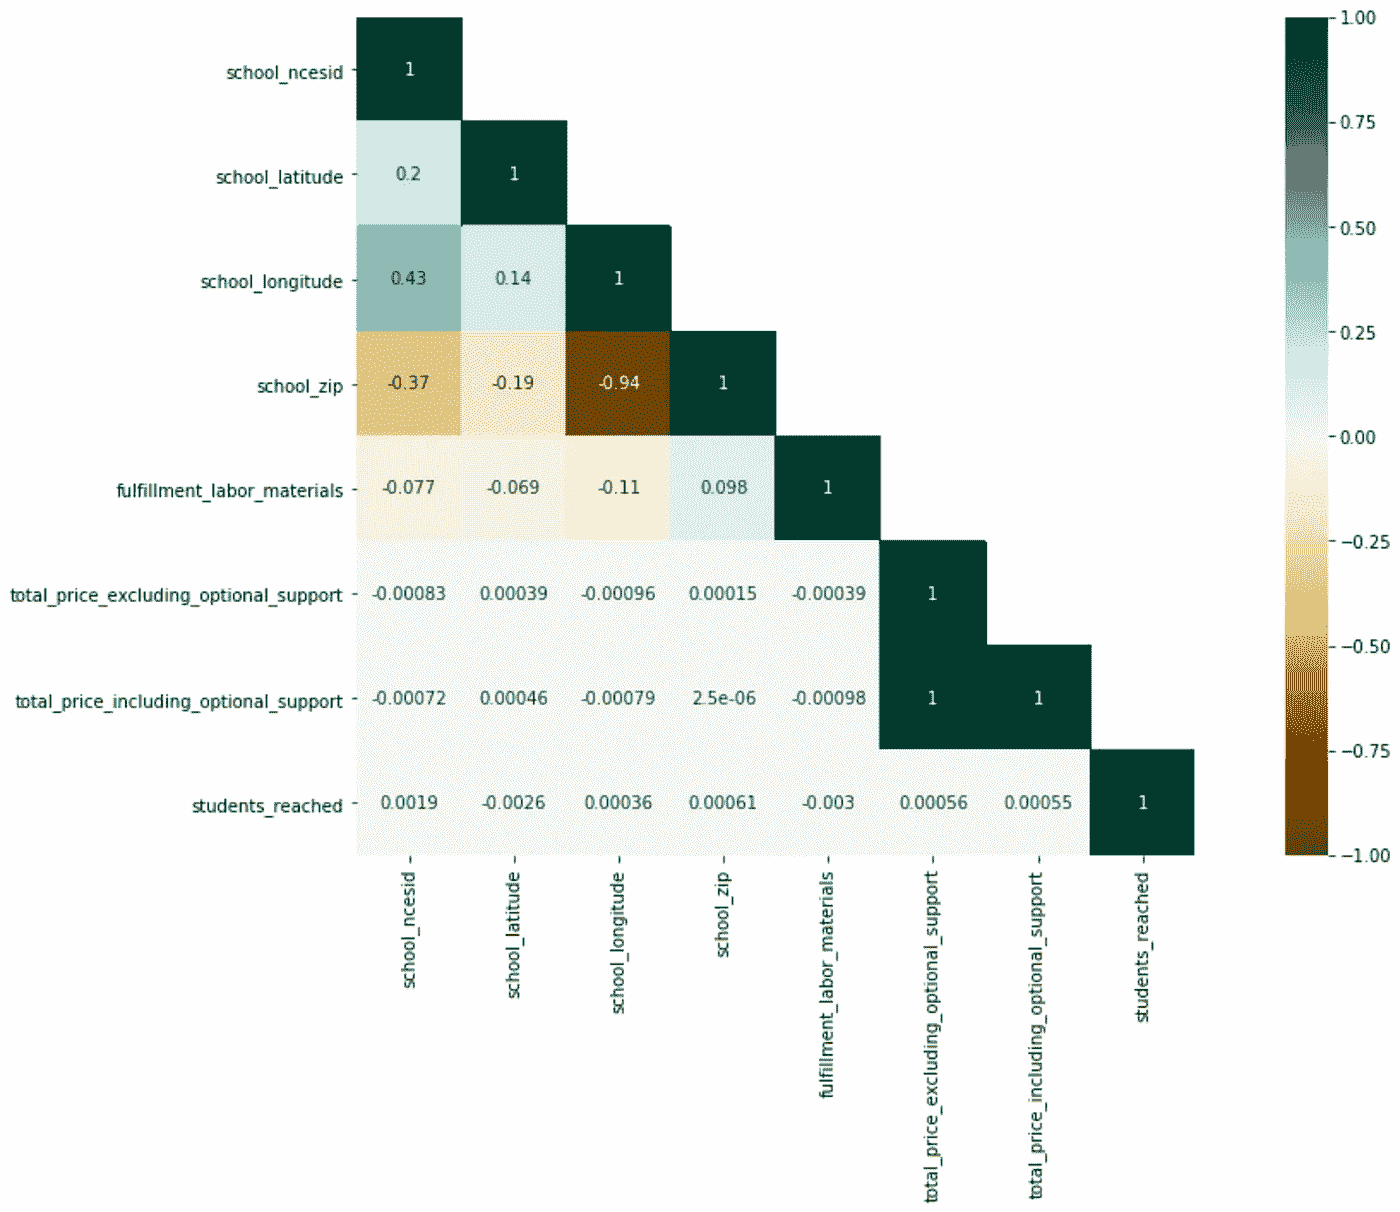 school_ncesid 1
school_latitude 0.2 1
school_longitude 0.43 0.14 1
school_zip -0.37 -0.19 -0.94 1
fulfillment_labor_materials -0.077 -0.069 -0.11 0.098 1
total_price_excluding_optional_support -0.00083 0.00039 -0.00096 0.00015 -0.00039 1
total_price_including_optional_support -0.00072 0.00046 -0.00079 2.5e-06 -0.00098 1 1
students_reached 0.0019 -0.0026 0.00036 0.00061 -0.003 0.00056 0.00055 1
school_ncesid
school_latitude
school_longitude
school_zip
fulfillment_labor_materials
total_price_excluding_optional_support
total_price_including_optional_support
students_reached
1.00
0.75
0.50
0.25
0.00
−0.25
−0.50
−0.75
−1.00